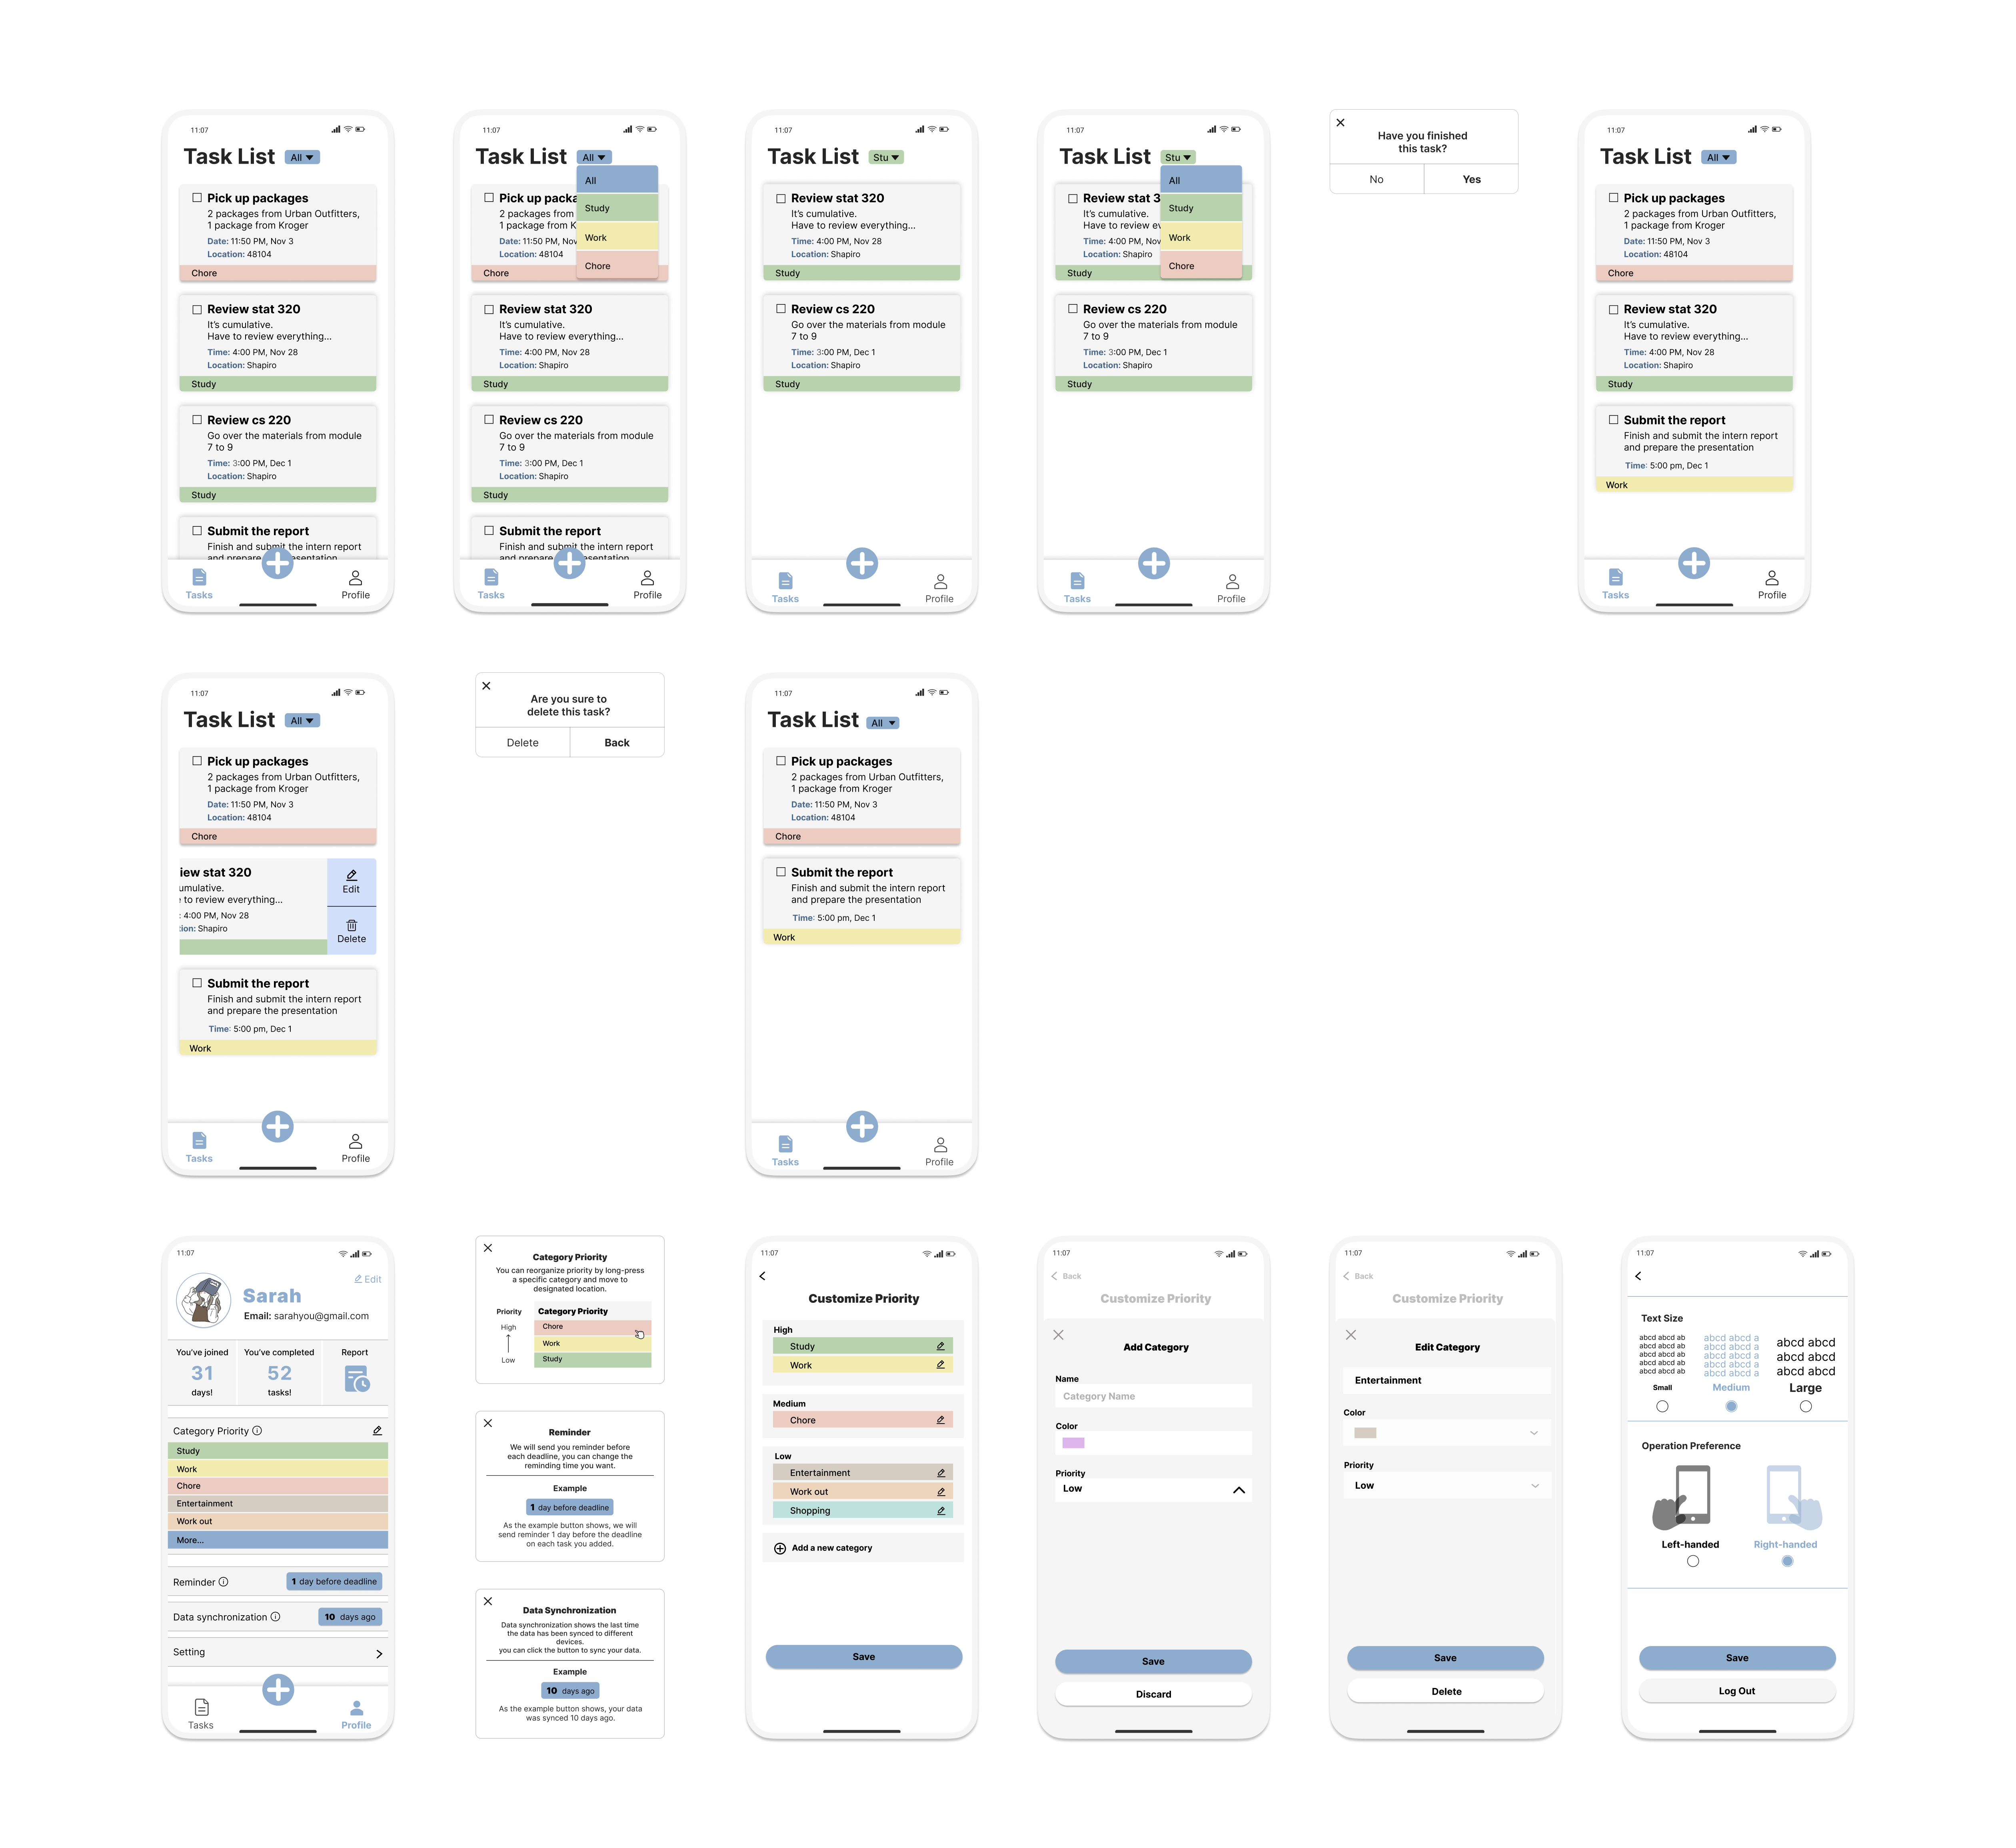 11:07
Task List All
Pick up packages
2 packages from Urban Outfitters,
1 package from Kroger
Date: 11:50 PM, Nov 3
Location: 48104
Chore
Review stat 320
It's cumulative.
Have to review everything...
Time: 4:00 PM, Nov 28
Location: Shapiro
Study
Review cs 220
Go over the materials from module
7 to 9
Time: 3:00 PM, Dec 1
Location: Shapiro
Study
Submit the report
Finish and submit the intern report
and prepare presentation
Tasks
Profile
11:07
Task List All
All
Study
Work
Chore
Pick up packa
2 packages from
1 package from K
Date: 11:50 PM, Nov
Location: 48104
Chore
Review stat 320
It's cumulative.
Have to review everything...
Time: 4:00 PM, Nov 28
Location: Shapiro
Study
Review cs 220
Go over the materials from module
7 to 9
Time: 3:00 PM, Dec 1
Location: Shapiro
Study
Submit the report
Finish and submit the intern report
and prepare presentation
Tasks
Profile
11:07
Task List Stu
Review stat 320
It's cumulative.
Have to review everything...
Time: 4:00 PM, Nov 28
Location: Shapiro
Study
Review cs 220
Go over the materials from module
7 to 9
Time: 3:00 PM, Dec 1
Location: Shapiro
Study
Tasks
Profile
11:07
Task List Stu
All
Study
Work
Chore
Review stat 3
It's cumulative.
Have to review ev
Time: 4:00 PM, Nov
Location: Shapiro
Study
Review cs 220
Go over the materials from module
7 to 9
Time: 3:00 PM, Dec 1
Location: Shapiro
Study
Tasks
Profile
Have you finished
this task?
No
Yes
11:07
Task List All
Pick up packages
2 packages from Urban Outfitters,
1 package from Kroger
Date: 11:50 PM, Nov 3
Location: 48104
Chore
Review stat 320
It's cumulative.
Have to review everything...
Time: 4:00 PM, Nov 28
Location: Shapiro
Study
Submit the report
Finish and submit the intern report
and prepare the presentation
Time: 5:00 pm, Dec 1
Work
Tasks
Profile
11:07
Task List All
Pick up packages
2 packages from Urban Outfitters,
1 package from Kroger
Date: 11:50 PM, Nov 3
Location: 48104
Chore
iew stat 320
umulative.
to review everything...
: 4:00 PM, Nov 28
ion: Shapiro
Edit
Delete
Submit the report
Finish and submit the intern report
and prepare the presentation
Time: 5:00 pm, Dec 1
Work
Tasks
Profile
Are you sure to
delete this task?
Delete
Back
11:07
Task List All
Pick up packages
2 packages from Urban Outfitters,
1 package from Kroger
Date: 11:50 PM, Nov 3
Location: 48104
Chore
Submit the report
Finish and submit the intern report
and prepare the presentation
Time: 5:00 pm, Dec 1
Work
Tasks
Profile
11:07
Edit
Sarah
Email: sarahyou@gmail.com
You've joined
31
days!
You've completed
52
tasks!
Report
Category Priority
Study
Work
Chore
Entertainment
Work out
More...
Reminder
1 day before deadline
Data synchronization
10 days ago
Setting
Tasks
Profile
Category Priority
You can reorganize priority by long-press
a specific category and move to
designated location.
Priority
High
Low
Category Priority
Chore
Work
Study
Reminder
We will send you reminder before
each deadline, you can change the
reminding time you want.
Example
1 day before deadline
As the example button shows, we will
send reminder 1 day before the deadline
on each task you added.
Data Synchronization
Data synchronization shows the last time
the data has been synced to different
devices.
you can click the button to sync your data.
Example
10 days ago
As the example button shows, your data
was synced 10 days ago.
11:07
Customize Priority
High
Study
Work
Medium
Chore
Low
Entertainment
Work out
Shopping
Add a new category
Save
11:07
Back
Customize Priority
Add Category
Name
Category Name
Color
Priority
Low
Save
Discard
11:07
Back
Customize Priority
Edit Category
Entertainment
Color
Priority
Low
Save
Delete
11:07
Text Size
abcd abcd ab
abcd abcd ab
abcd abcd ab
abcd abcd ab
abcd abcd ab
Small
abcd abcd a
abcd abcd a
abcd abcd a
abcd abcd a
abcd abcd a
Medium
abcd abcd
abcd abcd
abcd abcd
Large
Operation Preference
Left-handed
Right-handed
Save
Log Out